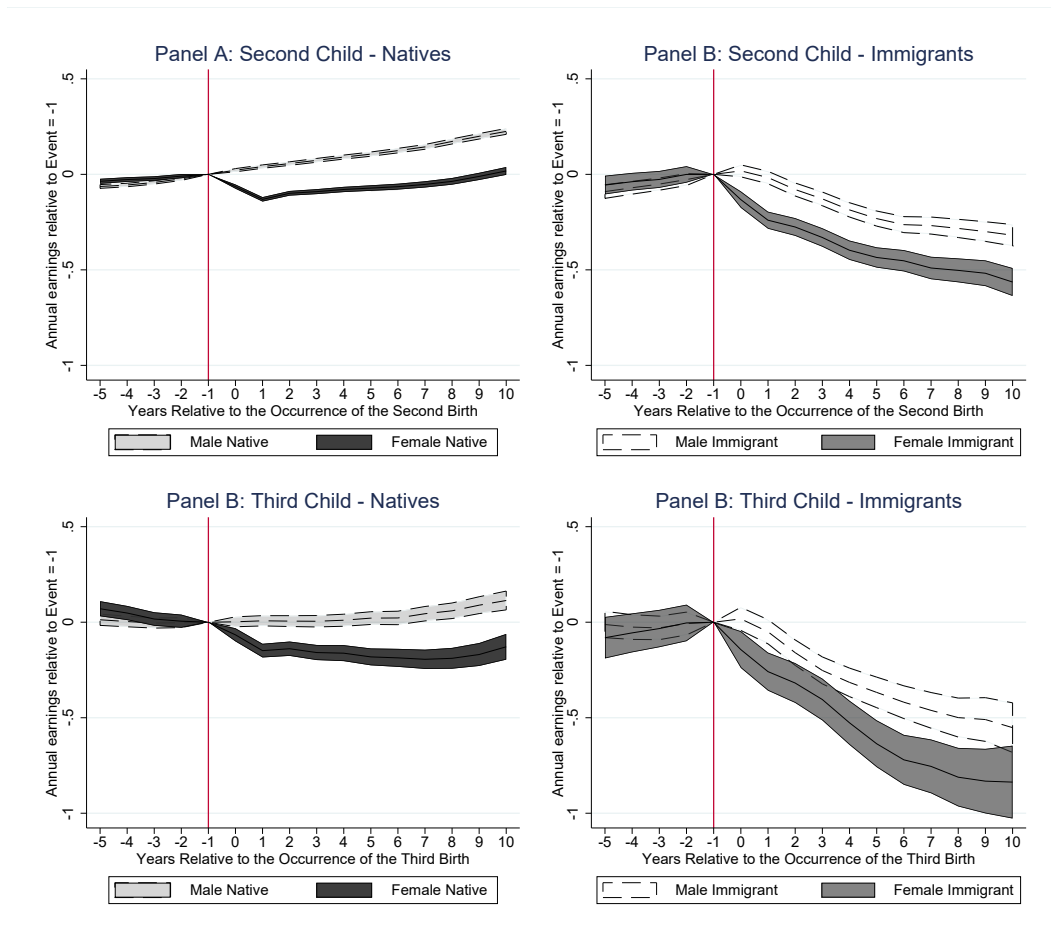 Panel A: Second Child - Natives
Annual earnings relative to Event = -1
.5
0
-.5
-1
-5 -4 -3 -2 -1 0 1 2 3 4 5 6 7 8 9 10
Years Relative to the Occurrence of the Second Birth
Male Native Female Native
Panel B: Second Child - Immigrants
Annual earnings relative to Event = -1
.5
0
-.5
-1
-5 -4 -3 -2 -1 0 1 2 3 4 5 6 7 8 9 10
Years Relative to the Occurrence of the Second Birth
Male Immigrant Female Immigrant
Panel B: Third Child - Natives
Annual earnings relative to Event = -1
.5
0
-.5
-1
-5 -4 -3 -2 -1 0 1 2 3 4 5 6 7 8 9 10
Years Relative to the Occurrence of the Third Birth
Male Native Female Native
Panel B: Third Child - Immigrants
Annual earnings relative to Event = -1
.5
0
-.5
-1
-5 -4 -3 -2 -1 0 1 2 3 4 5 6 7 8 9 10
Years Relative to the Occurrence of the Third Birth
Male Immigrant Female Immigrant